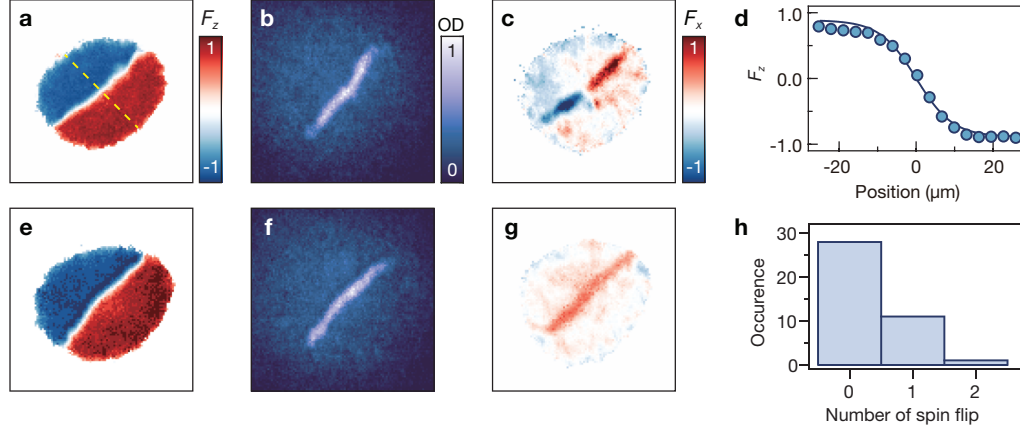 a
F_z
1
-1
b
OD
1
0
c
F_x
1
-1
d
1.0
0.0
-1.0
F_z
-20
0
20
Position (µm)
e
f
g
h
30
20
10
0
Occurence
0
1
2
Number of spin flip